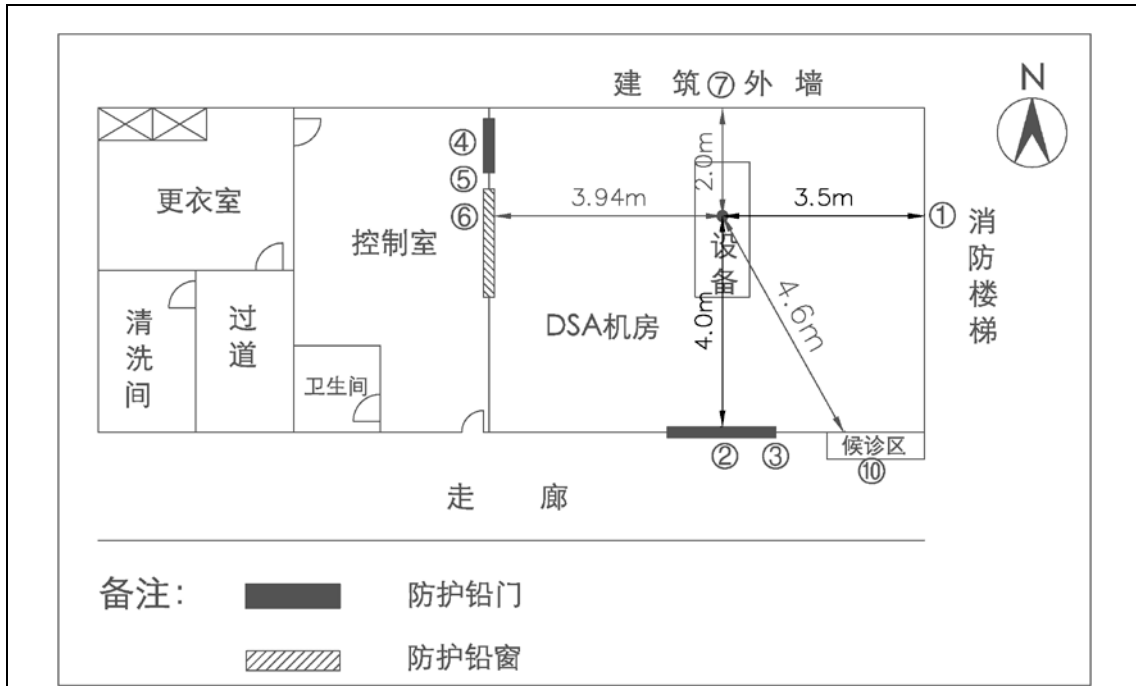 建 筑⑦外 墙
N
④
⑤
⑥
更衣室
控制室
3.94m
2.0m
3.5m
①
消防楼梯
设备
4.0m
4.6m
DSA机房
清洗间
过道
卫生间
②
③
候诊区
⑩
走 廊
备注:
防护铅门
防护铅窗